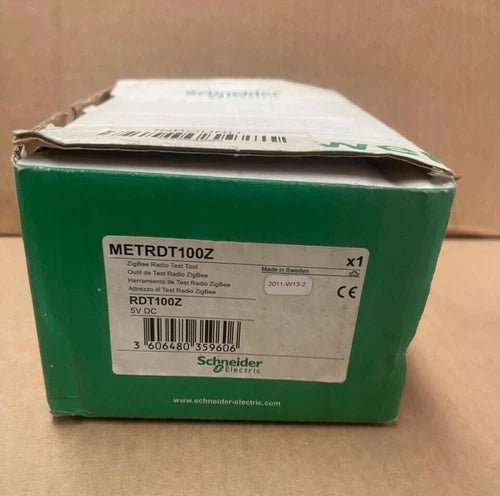 Schneider
Electric
METRDT100Z
x1
ZigBee Radio Test Tool
Outil de Test Radio ZigBee
Herramienta de Test Radio ZigBee
Attrezzo di Test Radio ZigBee
Made in Sweden
2011-W13-2
CE
RDT100Z
5V DC
3 606480 359606
Schneider
Electric
www.schneider-electric.com